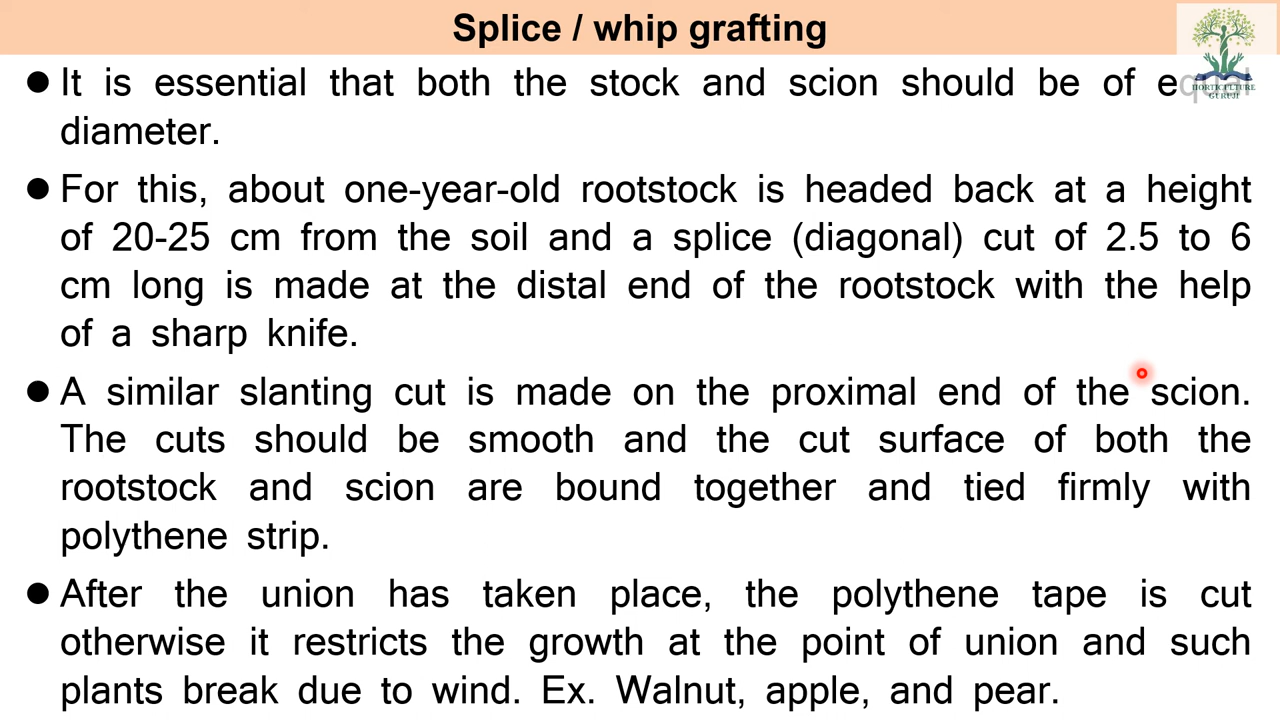 Splice / whip grafting
HORTICULTURE
GURUJI
● It is essential that both the stock and scion should be of equal
diameter.
● For this, about one-year-old rootstock is headed back at a height
of 20-25 cm from the soil and a splice (diagonal) cut of 2.5 to 6
cm long is made at the distal end of the rootstock with the help
of a sharp knife.
● A similar slanting cut is made on the proximal end of the scion.
The cuts should be smooth and the cut surface of both the
rootstock and scion are bound together and tied firmly with
polythene strip.
● After the union has taken place, the polythene tape is cut
otherwise it restricts the growth at the point of union and such
plants break due to wind. Ex. Walnut, apple, and pear.